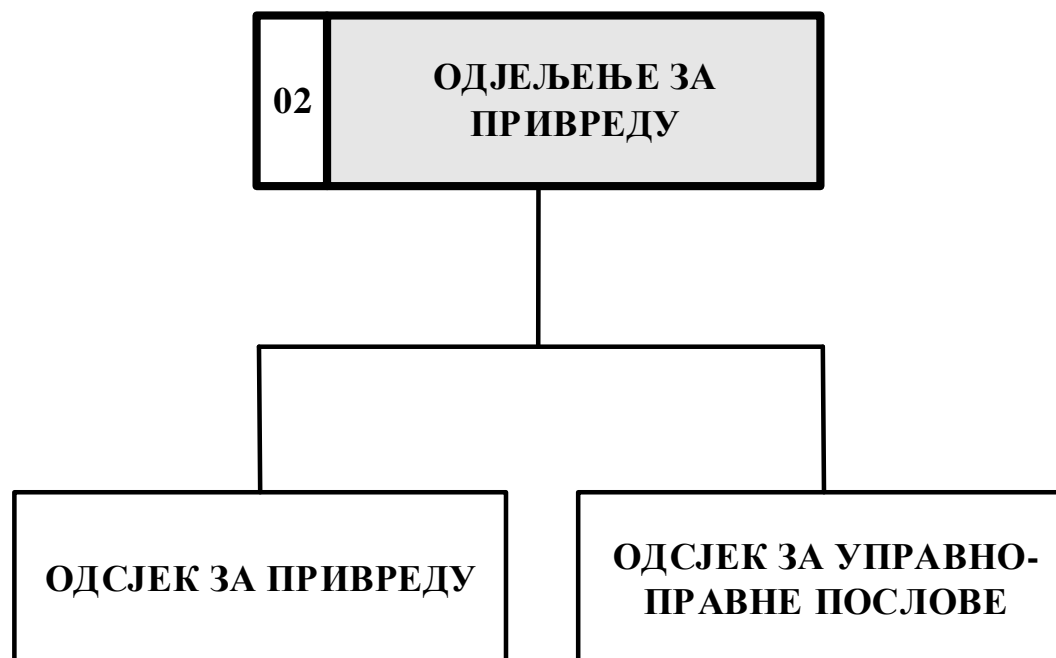 02
ОДЈЕЉЕЊЕ ЗА
ПРИВРЕДУ
ОДСЈЕК ЗА ПРИВРЕДУ
ОДСЈЕК ЗА УПРАВНО-
ПРАВНЕ ПОСЛОВЕ